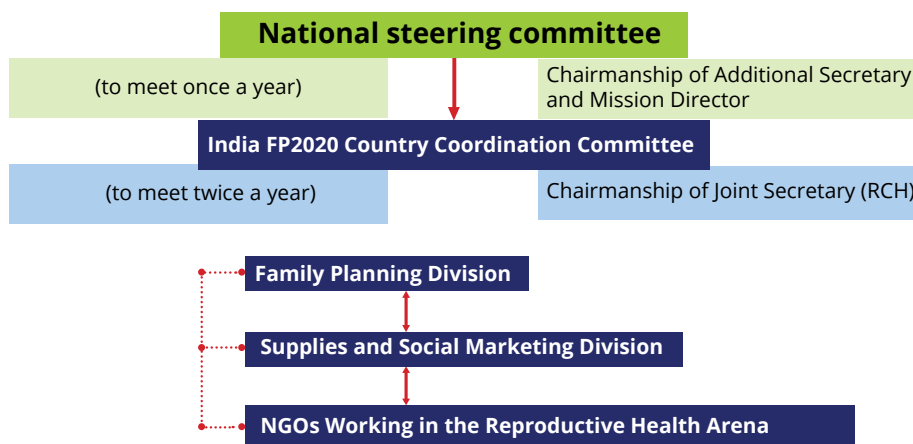 National steering committee
(to meet once a year)
Chairmanship of Additional Secretary
and Mission Director
India FP2020 Country Coordination Committee
(to meet twice a year)
Chairmanship of Joint Secretary (RCH)
Family Planning Division
Supplies and Social Marketing Division
NGOs Working in the Reproductive Health Arena